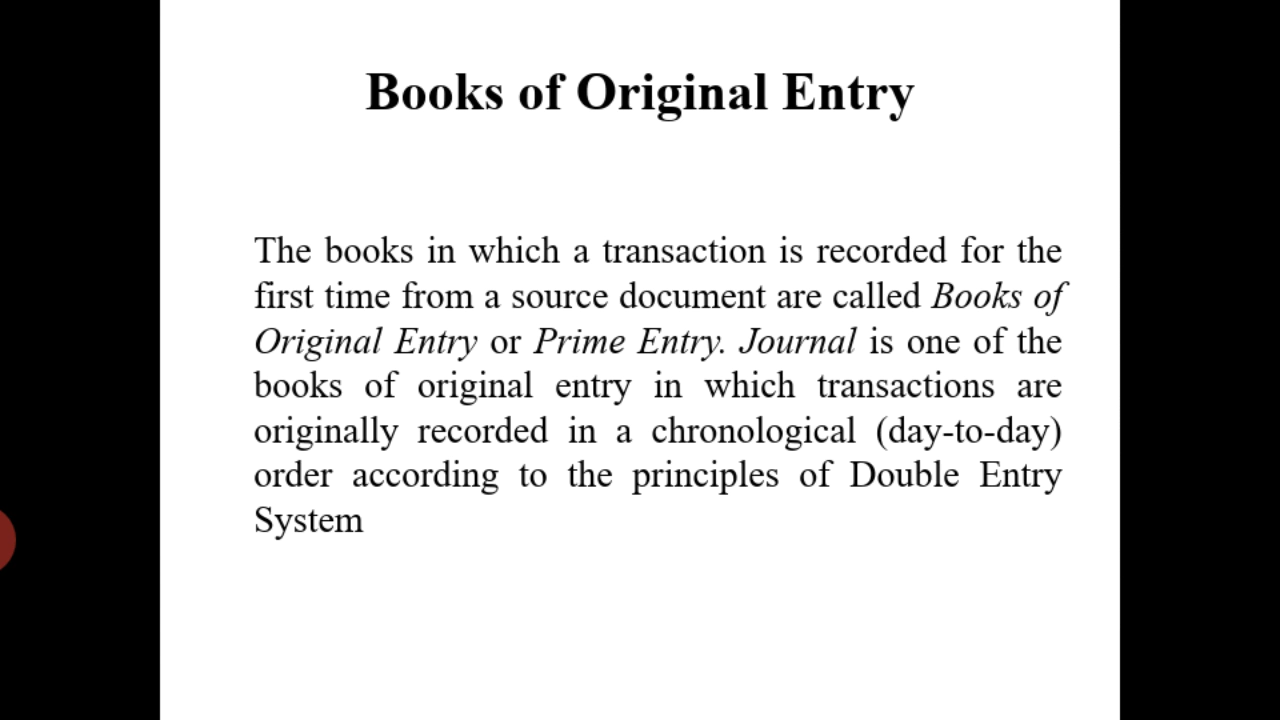 Books of Original Entry
The books in which a transaction is recorded for the
first time from a source document are called Books of
Original Entry or Prime Entry. Journal is one of the
books of original entry in which transactions are
originally recorded in a chronological (day-to-day)
order according to the principles of Double Entry
System